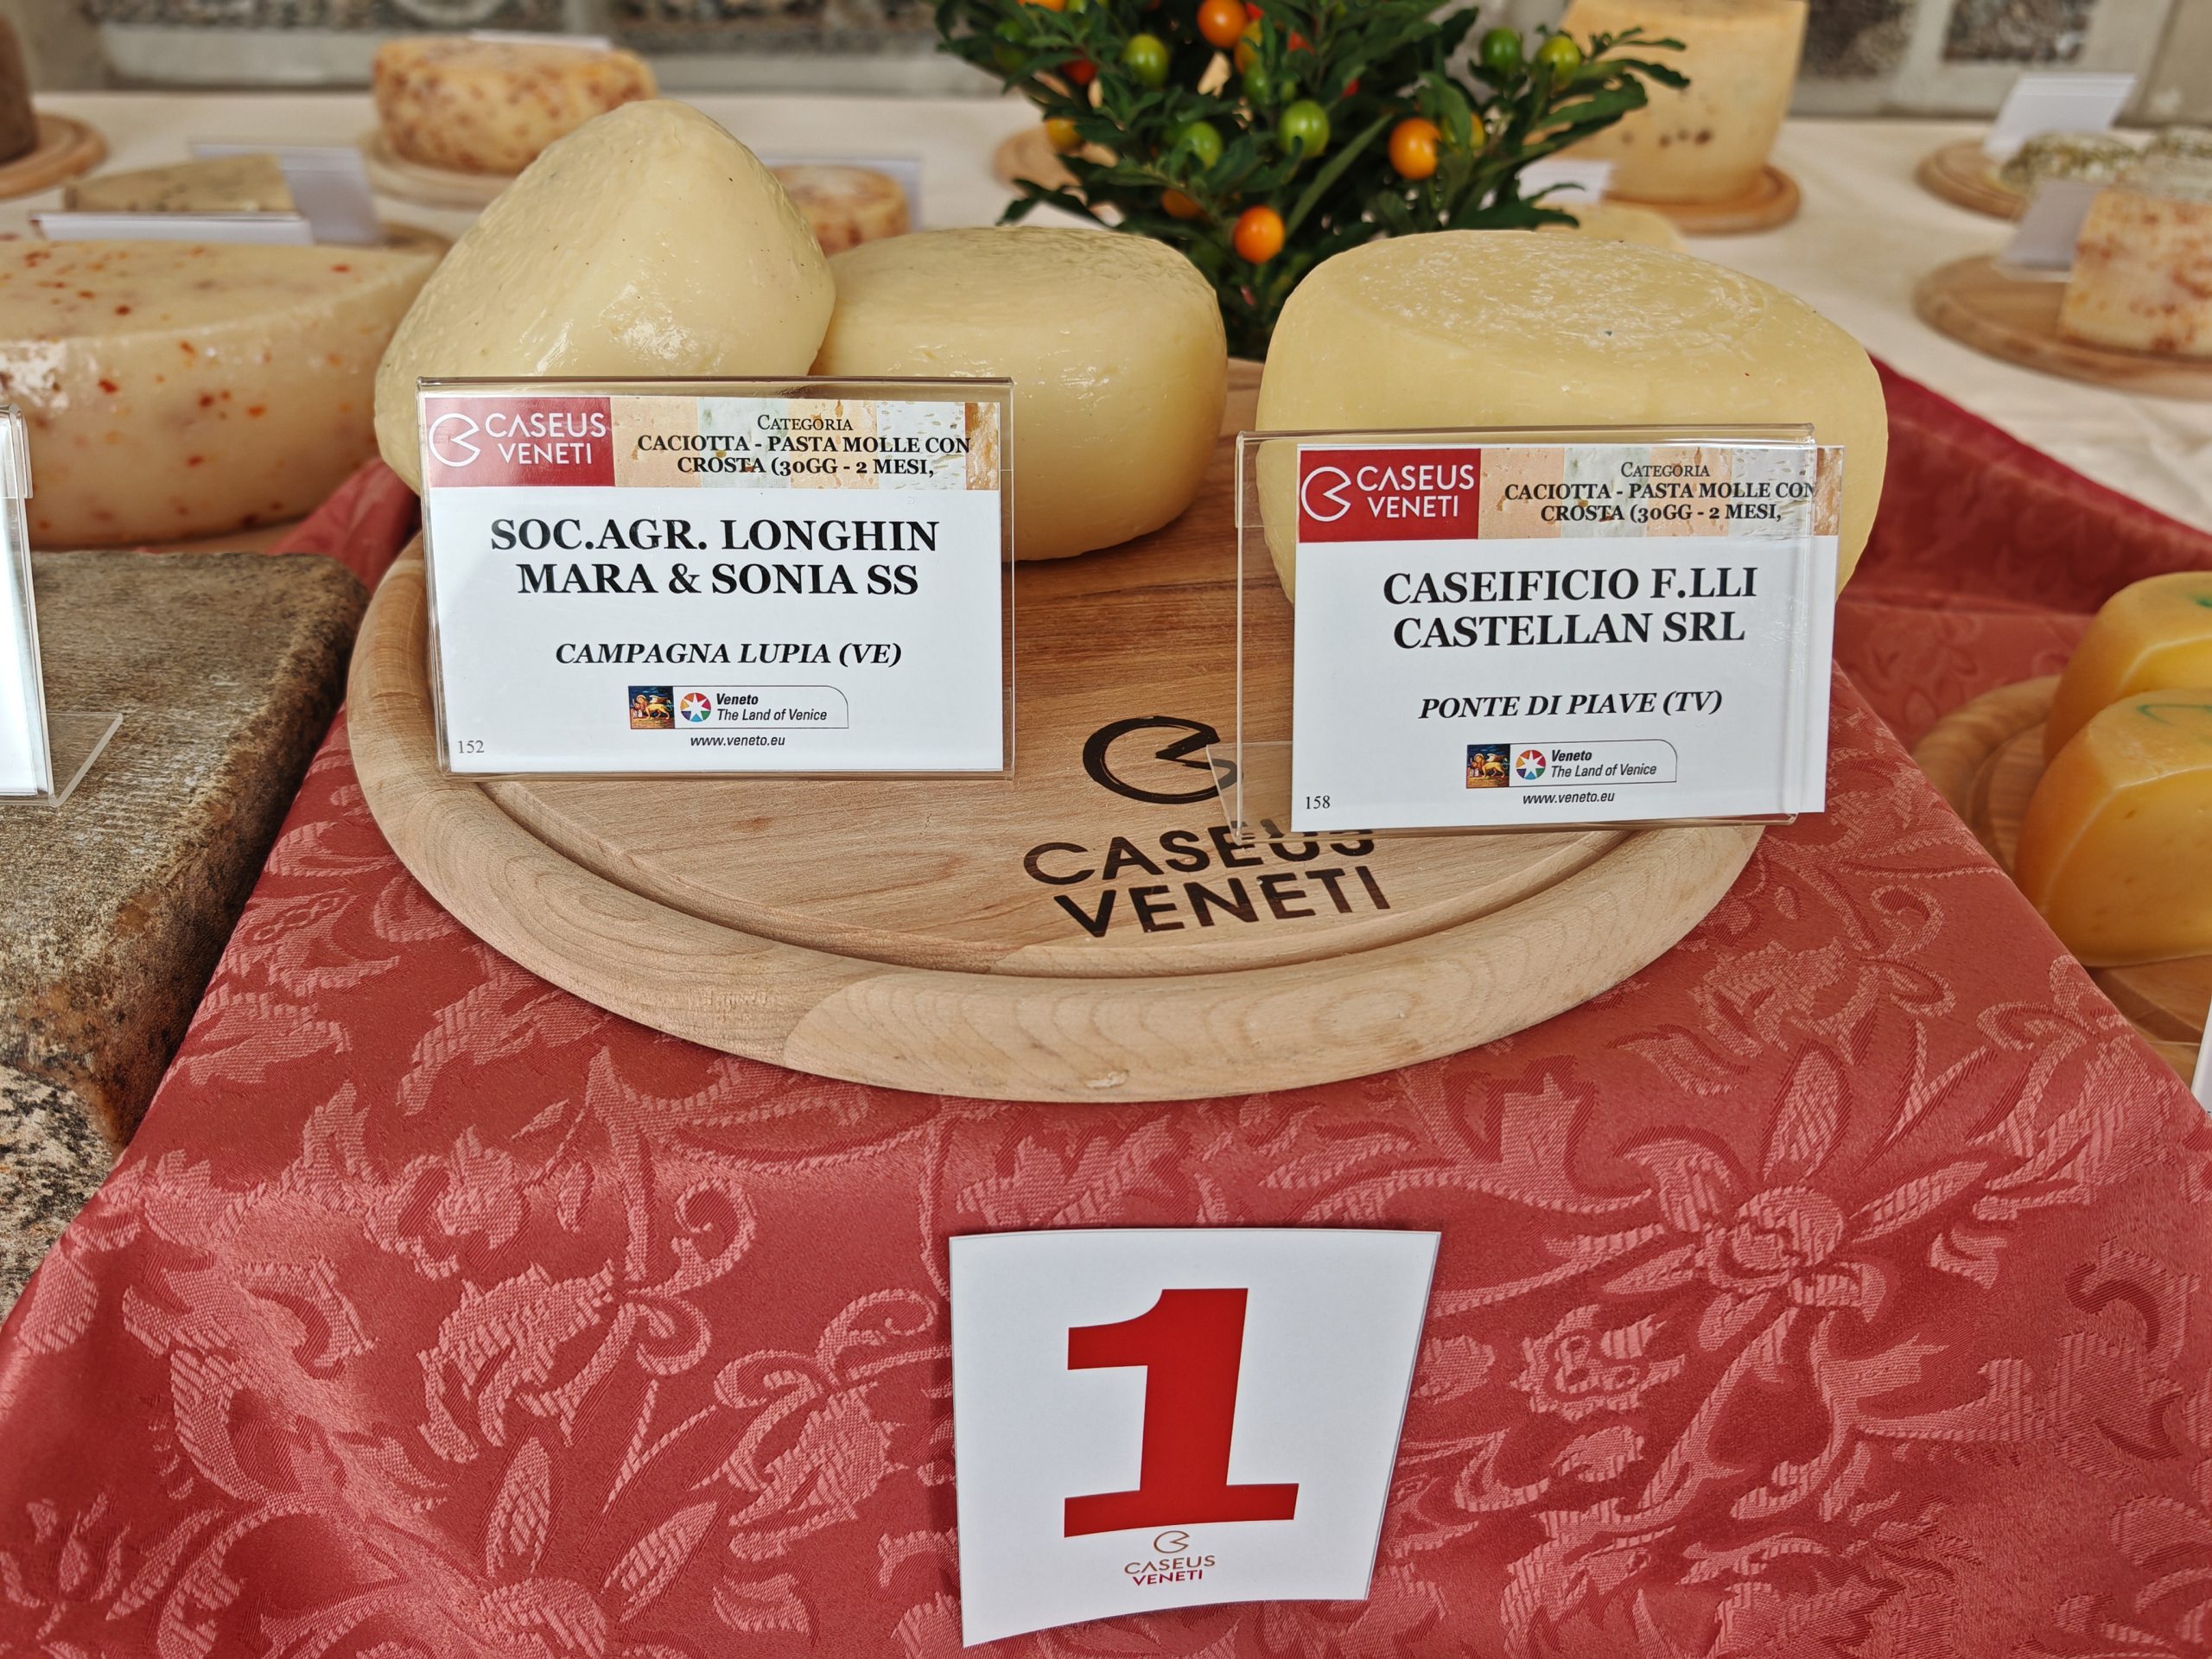 CASEUS
VENETI
CATEGORIA
CACIOTTA - PASTA MOLLE CON
CROSTA (30GG - 2 MESI,
SOC.AGR. LONGHIN
MARA & SONIA SS
CAMPAGNA LUPIA (VE)
Veneto
The Land of Venice
www.veneto.eu
152
CASEUS
VENETI
CATEGORIA
CACIOTTA - PASTA MOLLE CON
CROSTA (30GG - 2 MESI,
CASEIFICIO F.LLI
CASTELLAN SRL
PONTE DI PIAVE (TV)
Veneto
The Land of Venice
www.veneto.eu
158
CASEUS
VENETI
1
CASEUS
VENETI